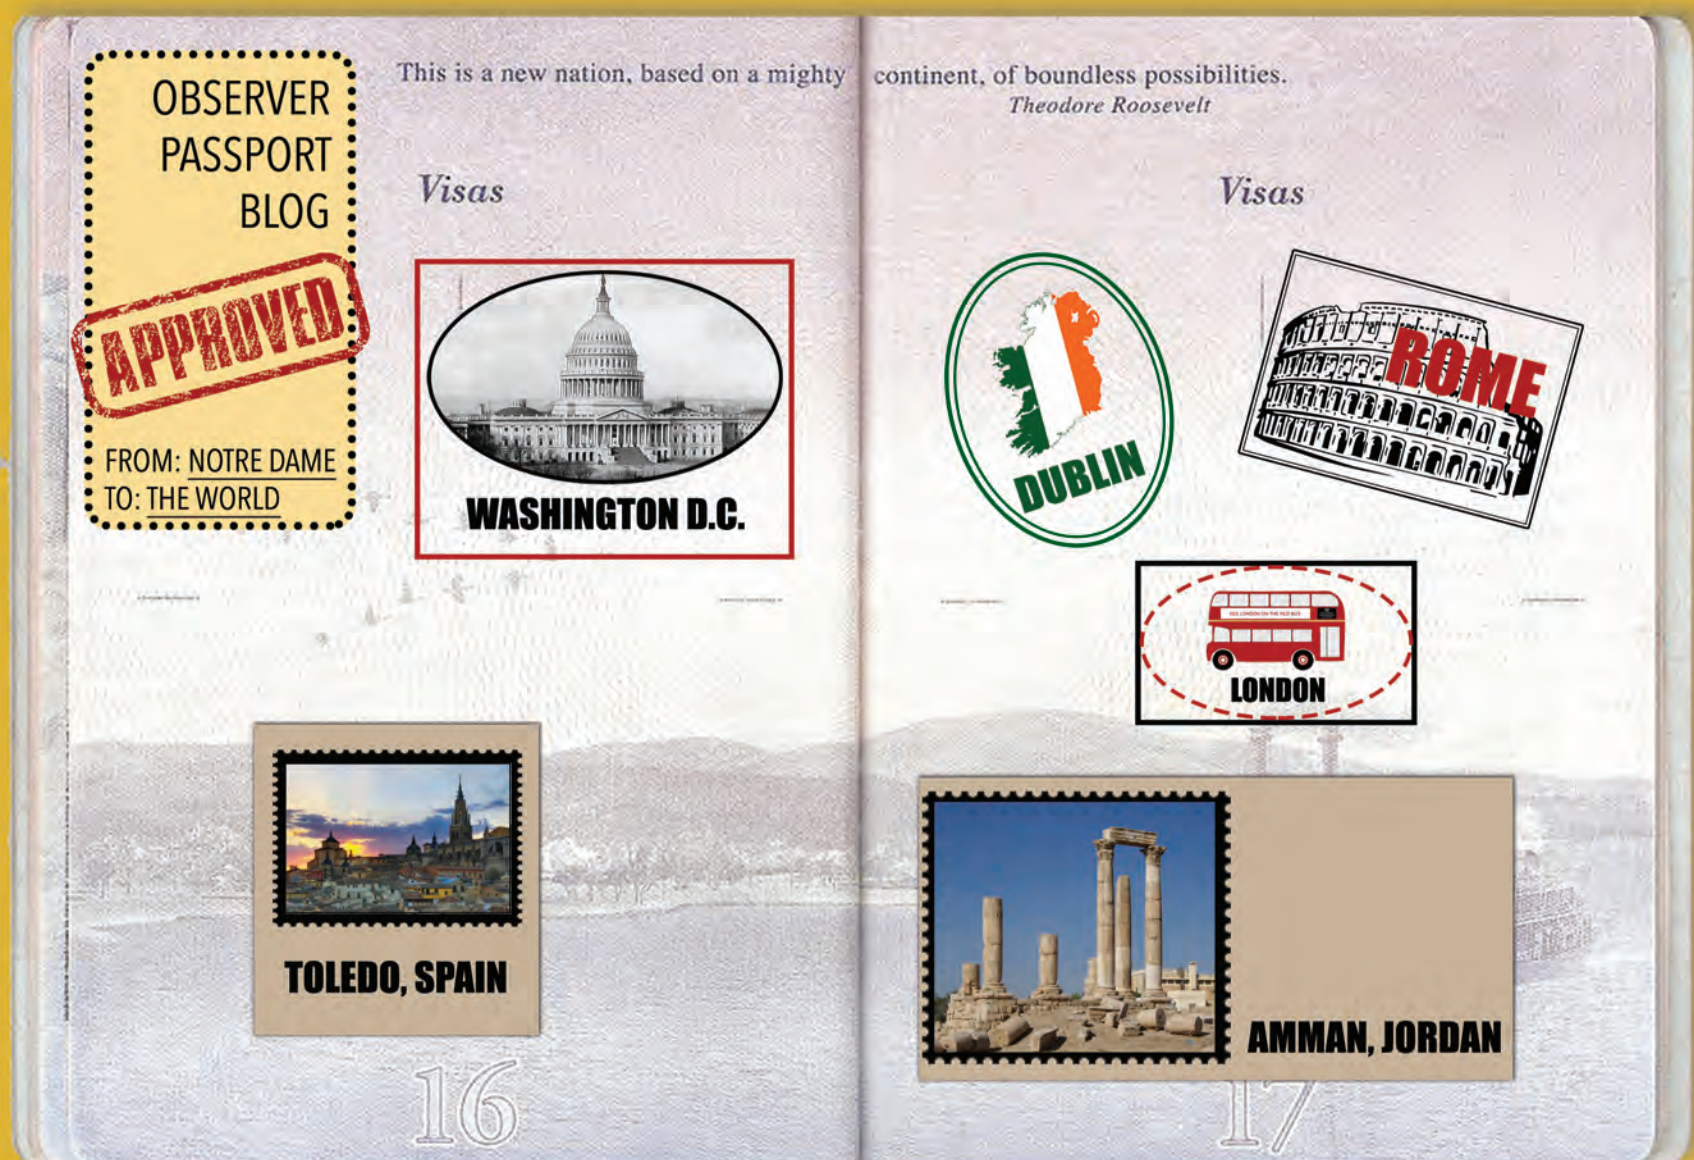 OBSERVER
PASSPORT
BLOG
APPROVED
FROM: NOTRE DAME
TO: THE WORLD
This is a new nation, based on a mighty continent, of boundless possibilities.
Theodore Roosevelt
Visas
Visas
WASHINGTON D.C.
DUBLIN
ROME
LONDON
TOLEDO, SPAIN
AMMAN, JORDAN
16
17